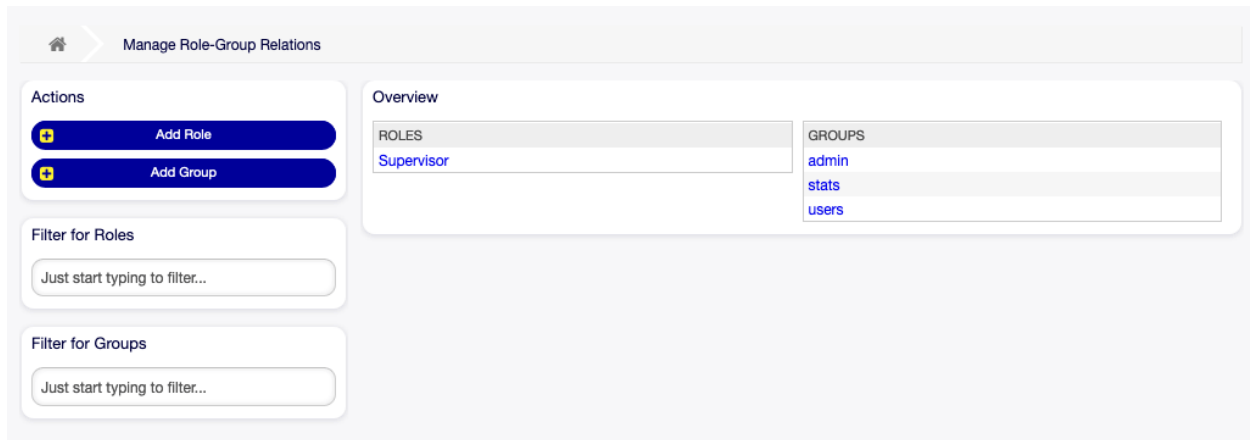 Manage Role-Group Relations
Actions
Add Role
Add Group
Filter for Roles
Just start typing to filter...
Filter for Groups
Just start typing to filter...
Overview
ROLES
Supervisor
GROUPS
admin
stats
users